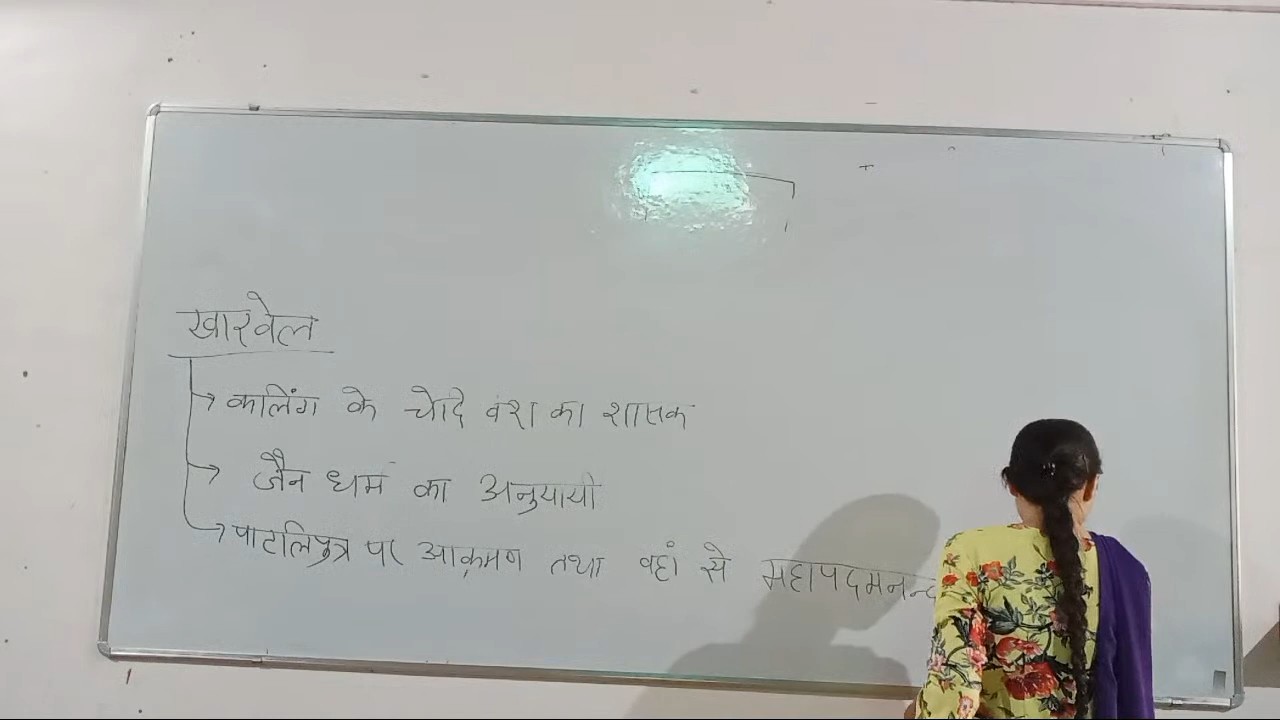 खारवेल
→ कलिंग के चेदि वंश का शासक
→ जैन धर्म का अनुयायी
→ पाटलिपुत्र पर आक्रमण तथा वहां से महापदमनन्द